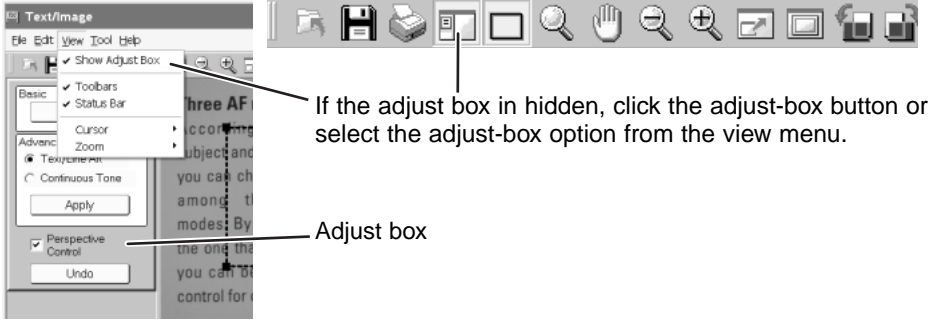 Text/Image
File Edit View Tool Help
✔ Show Adjust Box
✔ Toolbars
✔ Status Bar
Cursor
Zoom
Basic
Advanc
Text/Line Art
Continuous Tone
Apply
Perspective
Control
Undo
Three AF
Accor
subject and
you can ch
among th
modes. By
the one tha
you can be
control for
If the adjust box in hidden, click the adjust-box button or
select the adjust-box option from the view menu.
Adjust box